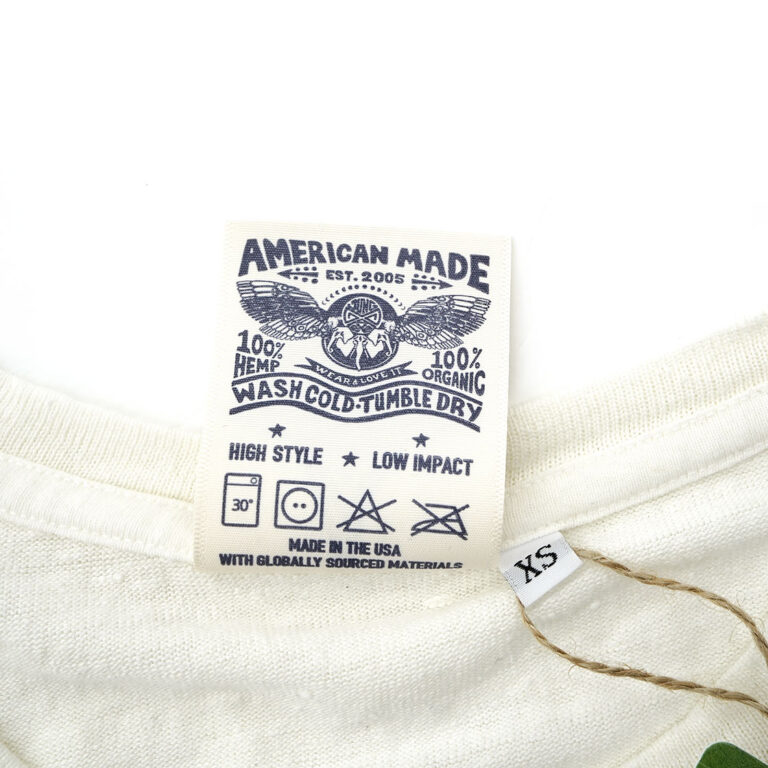 AMERICAN MADE
EST. 2005
100% HEMP
100% ORGANIC
WEAR & LOVE IT
WASH COLD-TUMBLE DRY
HIGH STYLE ★ LOW IMPACT
30°
MADE IN THE USA
WITH GLOBALLY SOURCED MATERIALS
XS